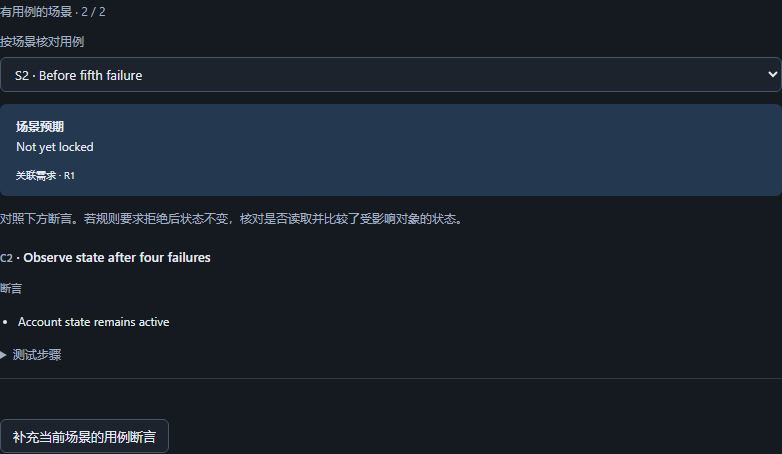 有用例的场景 · 2 / 2
按场景核对用例
S2 · Before fifth failure
场景预期
Not yet locked
关联需求 · R1
对照下方断言。若规则要求拒绝后状态不变，核对是否读取并比较了受影响对象的状态。
C2 · Observe state after four failures
断言
• Account state remains active
▶ 测试步骤
补充当前场景的用例断言